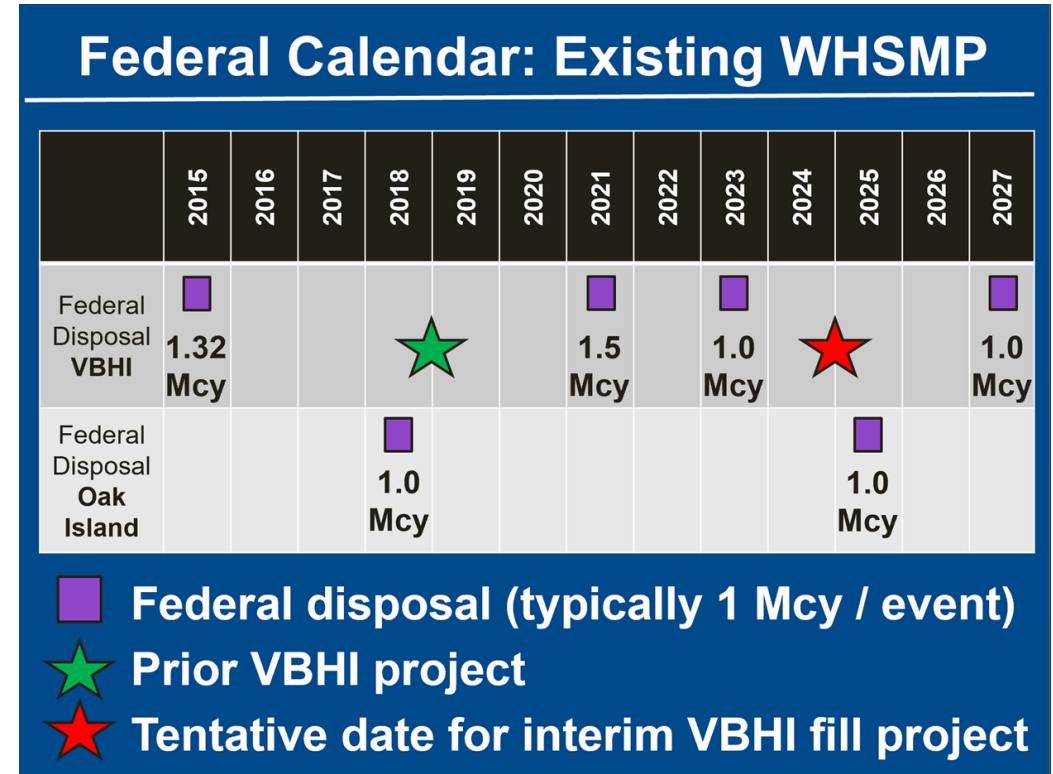 Federal Calendar: Existing WHSMP
2015 2016 2017 2018 2019 2020 2021 2022 2023 2024 2025 2026 2027
Federal
Disposal
VBHI
1.32
Mcy
1.5
Mcy
1.0
Mcy
1.0
Mcy
Federal
Disposal
Oak
Island
1.0
Mcy
1.0
Mcy
Federal disposal (typically 1 Mcy / event)
Prior VBHI project
Tentative date for interim VBHI fill project